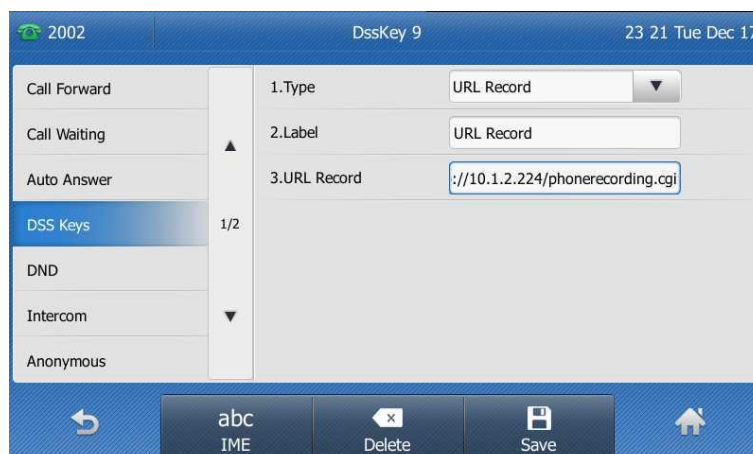 2002 DssKey 9 23 21 Tue Dec 17
Call Forward
Call Waiting
Auto Answer
DSS Keys
DND
Intercom
Anonymous
1/2
1.Type URL Record
2.Label URL Record
3.URL Record ://10.1.2.224/phonerecording.cgi
abc
IME
Delete
Save